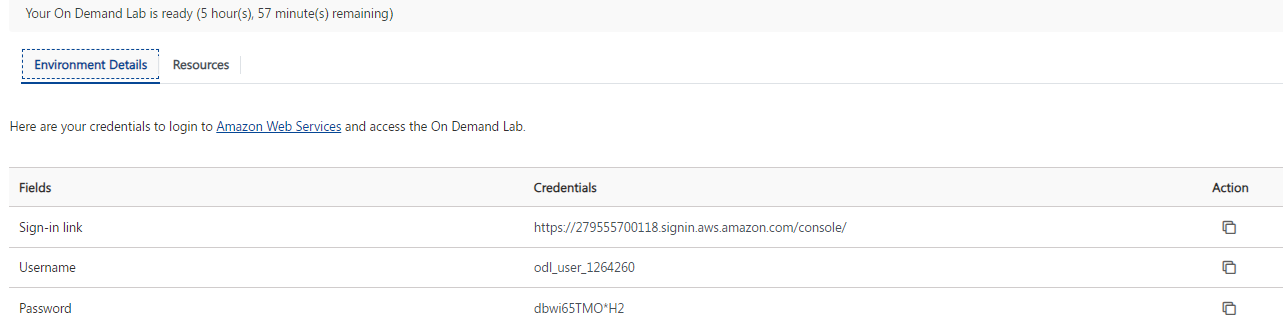 Your On Demand Lab is ready (5 hour(s), 57 minute(s) remaining)
Environment Details Resources
Here are your credentials to login to Amazon Web Services and access the On Demand Lab.
Fields Credentials Action
Sign-in link https://279555700118.signin.aws.amazon.com/console/
Username odl_user_1264260
Password dbwi65TMO*H2